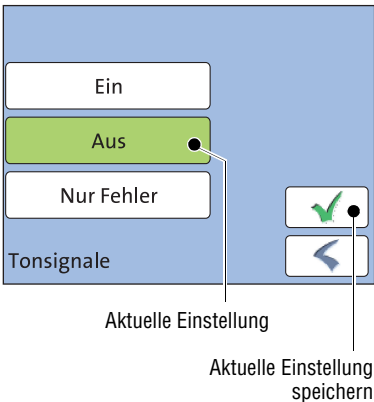 Ein
Aus
Nur Fehler
Tonsignale
Aktuelle Einstellung
Aktuelle Einstellung
speichern